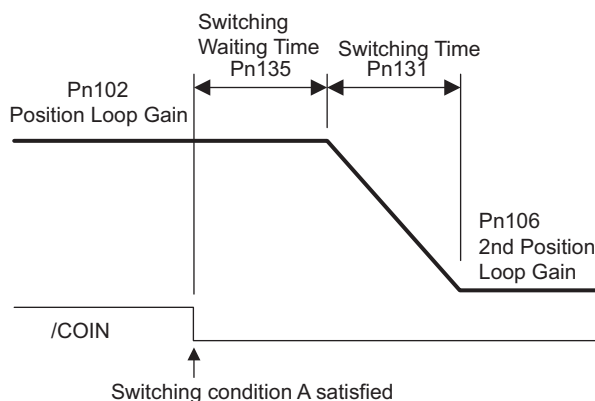 Switching
Waiting Time
Pn135
Switching Time
Pn131
Pn102
Position Loop Gain
Pn106
2nd Position
Loop Gain
/COIN
Switching condition A satisfied